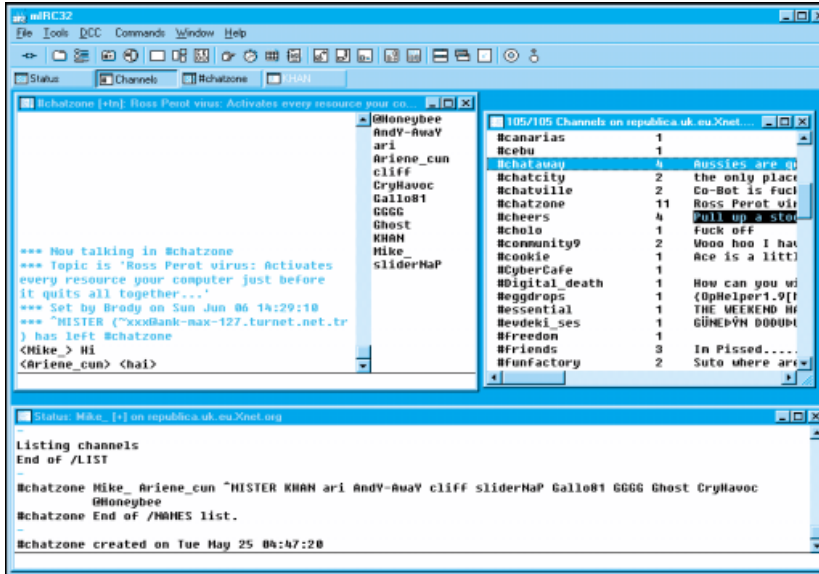 mIRC32
File Tools DCC Commands Window Help
Status Channels #chatzone KHAN
#chatzone [+tn]: Ross Perot virus: Activates every resource your co...
*** Now talking in #chatzone
*** Topic is 'Ross Perot virus: Activates
every resource your computer just before
it quits all together...'
*** Set by Brody on Sun Jun 06 14:29:10
*** ^MISTER (~xxx@ank-max-127.turnet.net.tr
) has left #chatzone
<Mike_> Hi
<Ariene_cun> <hai>
@Honeybee
AndY-AwaY
ari
Ariene_cun
cliff
CryHavoc
Gallo81
GGGG
Ghost
KHAN
Mike_
sliderNaP
105/105 Channels on republica.uk.eu.Xnet....
#canarias 1
#cebu 1
#chataway 4 Aussies are qu
#chatcity 2 the only place
#chatville 2 Co-Bot is fuck
#chatzone 11 Ross Perot vir
#cheers 4 Pull up a stoo
#cholo 1 fuck off
#community9 2 Wooo hoo I hav
#cookie 1 Ace is a littl
#CyberCafe 1
#Digital_death 1 How can you wi
#eggdrops 1 (OpHelper1.9[
#essential 1 THE WEEKEND
#evdeki_ses 1
#freedom 1
#friends 3 In Pissed.....
#funfactory 2 Suto where are
Status: Mike_ [+] on republica.uk.eu.Xnet.org
-
Listing channels
End of /LIST
-
#chatzone Mike_ Ariene_cun ^MISTER KHAN ari AndY-AwaY cliff sliderNaP Gallo81 GGGG Ghost CryHavoc
@Honeybee
#chatzone End of /NAMES list.
-
#chatzone created on Tue May 25 04:47:20